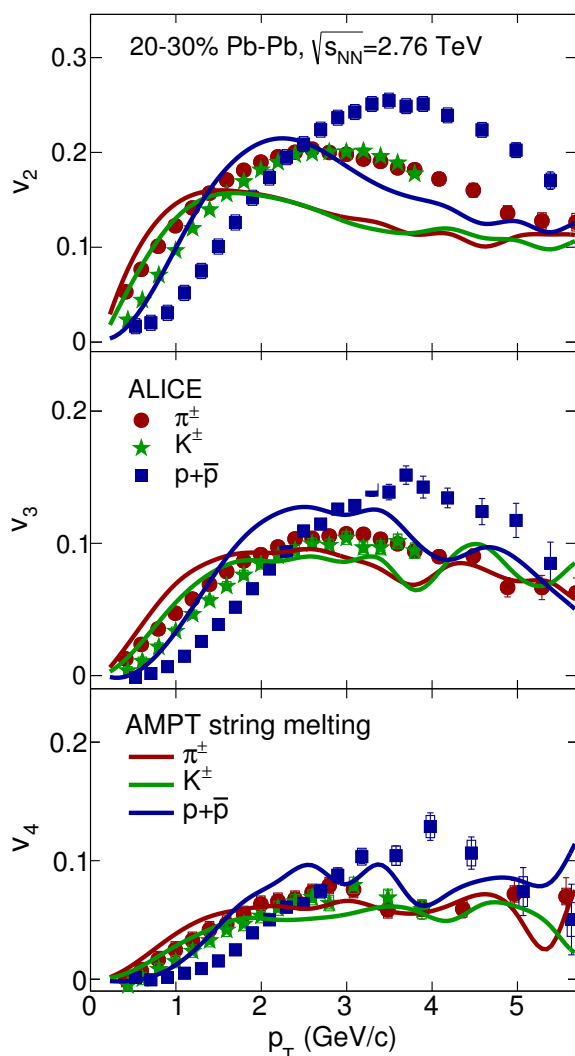 20-30% Pb-Pb, √s_NN=2.76 TeV
0.3
0.2
v₂
0.1
0
ALICE
0.2
π±
K±
p+p̅
v₃
0.1
0
AMPT string melting
0.2
π±
K±
p+p̅
v₄
0.1
0
0 1 2 3 4 5
p_T (GeV/c)